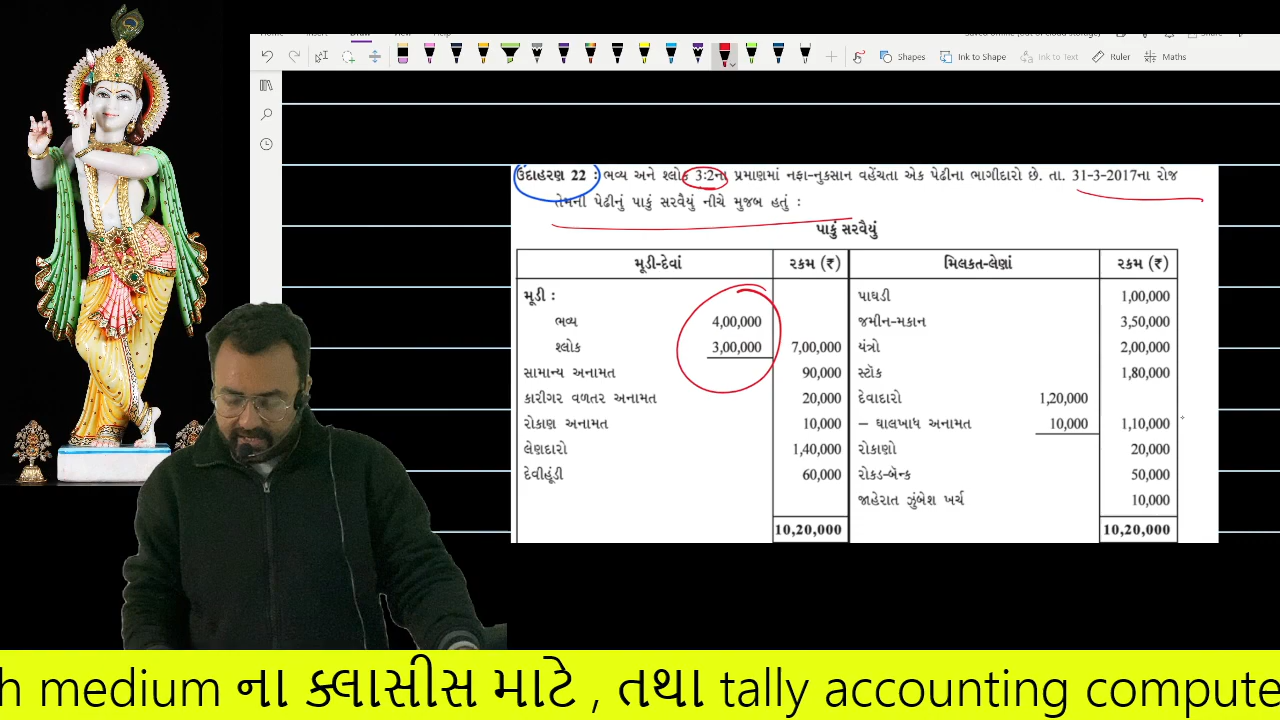 Shapes Ink to Shape Ink to Text Ruler Maths
ઉદાહરણ 22 : ભવ્ય અને શ્લોક 3:2ના પ્રમાણમાં નફા-નુકસાન વહેંચતા એક પેઢીના ભાગીદારો છે. તા. 31-3-2017ના રોજ
તેમની પેઢીનું પાકું સરવૈયું નીચે મુજબ હતું :
પાકું સરવૈયું
મૂડી-દેવાં રકમ (₹) મિલકત-લેણાં રકમ (₹)
મૂડી : પાઘડી 1,00,000
ભવ્ય 4,00,000 જમીન-મકાન 3,50,000
શ્લોક 3,00,000 7,00,000 યંત્રો 2,00,000
સામાન્ય અનામત 90,000 સ્ટૉક 1,80,000
કારીગર વળતર અનામત 20,000 દેવાદારો 1,20,000
રોકાણ અનામત 10,000 – ઘાલખાધ અનામત 10,000 1,10,000
લેણદારો 1,40,000 રોકાણો 20,000
દેવીહૂંડી 60,000 રોકડ-બૅન્ક 50,000
જાહેરાત ઝુંબેશ ખર્ચ 10,000
10,20,000 10,20,000
h medium ના ક્લાસીસ માટે , તથા tally accounting compute